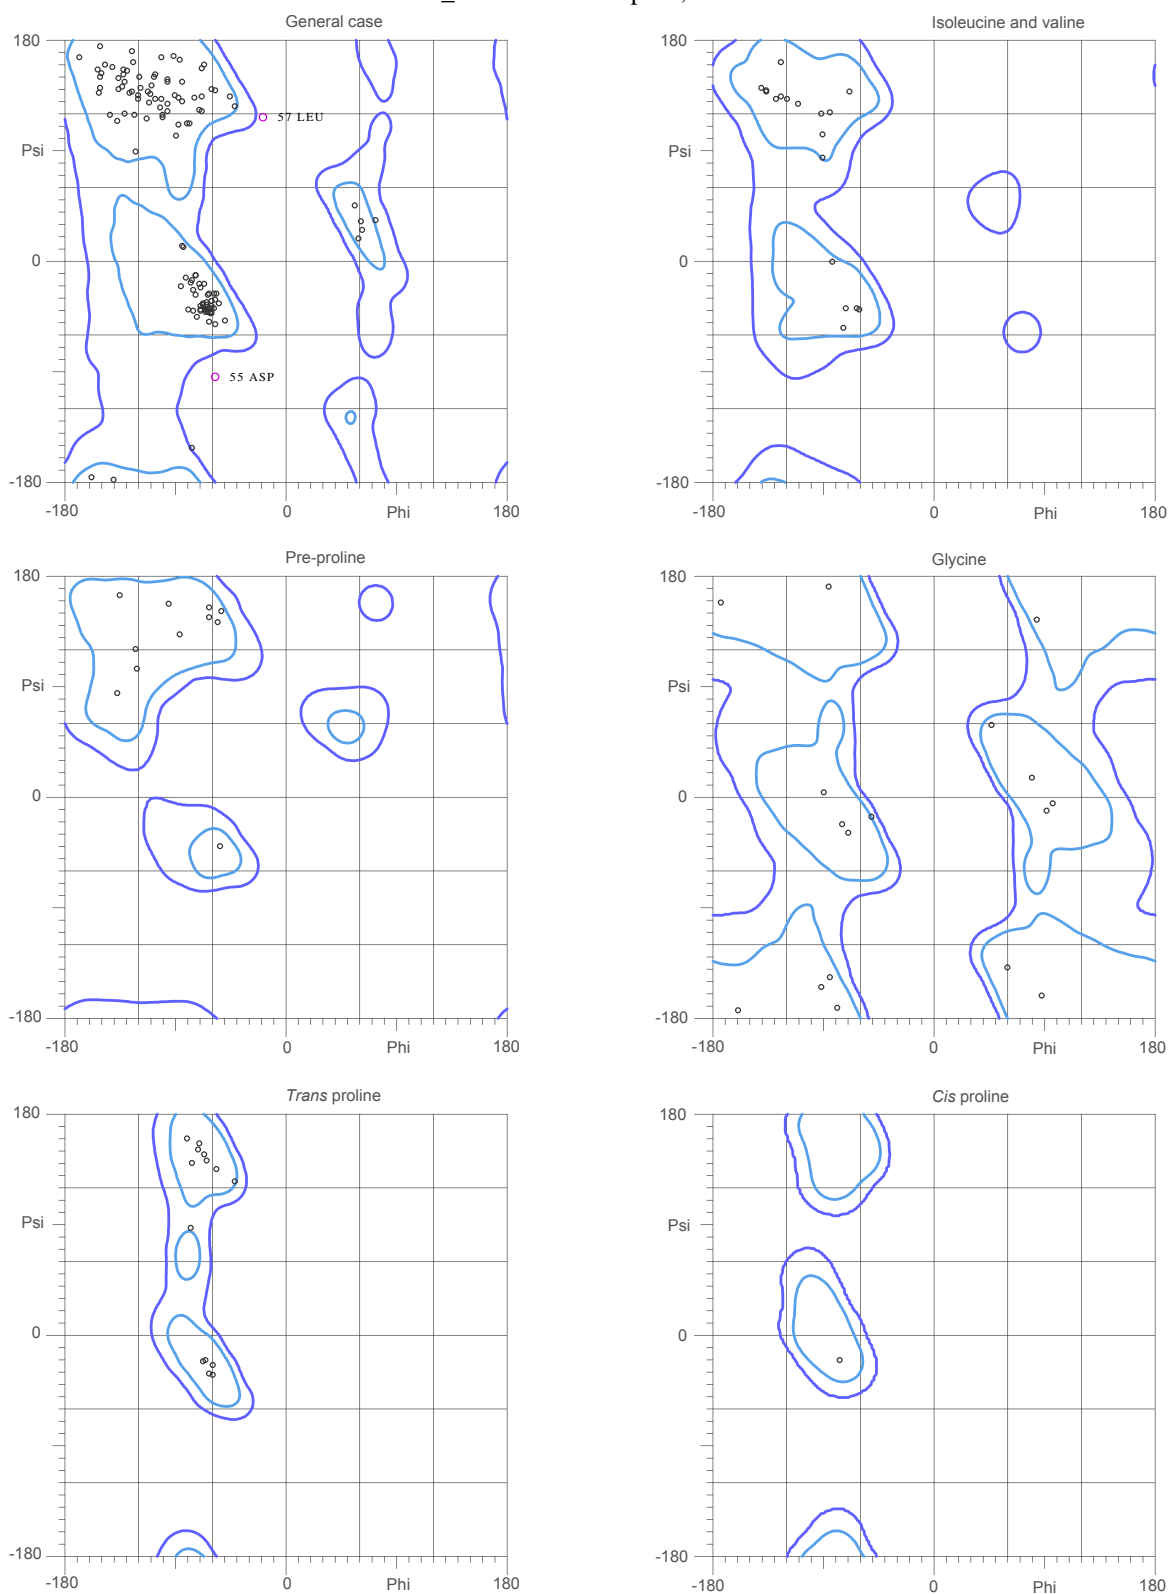 General case
Isoleucine and valine
180
180
57 LEU
Psi
Psi
0
0
55 ASP
-180
-180
-180
0
Phi
180
-180
0
Phi
180
Pre-proline
Glycine
180
180
Psi
Psi
0
0
-180
-180
-180
0
Phi
180
-180
0
Phi
180
Trans proline
Cis proline
180
180
Psi
Psi
0
0
-180
-180
-180
0
Phi
180
-180
0
Phi
180